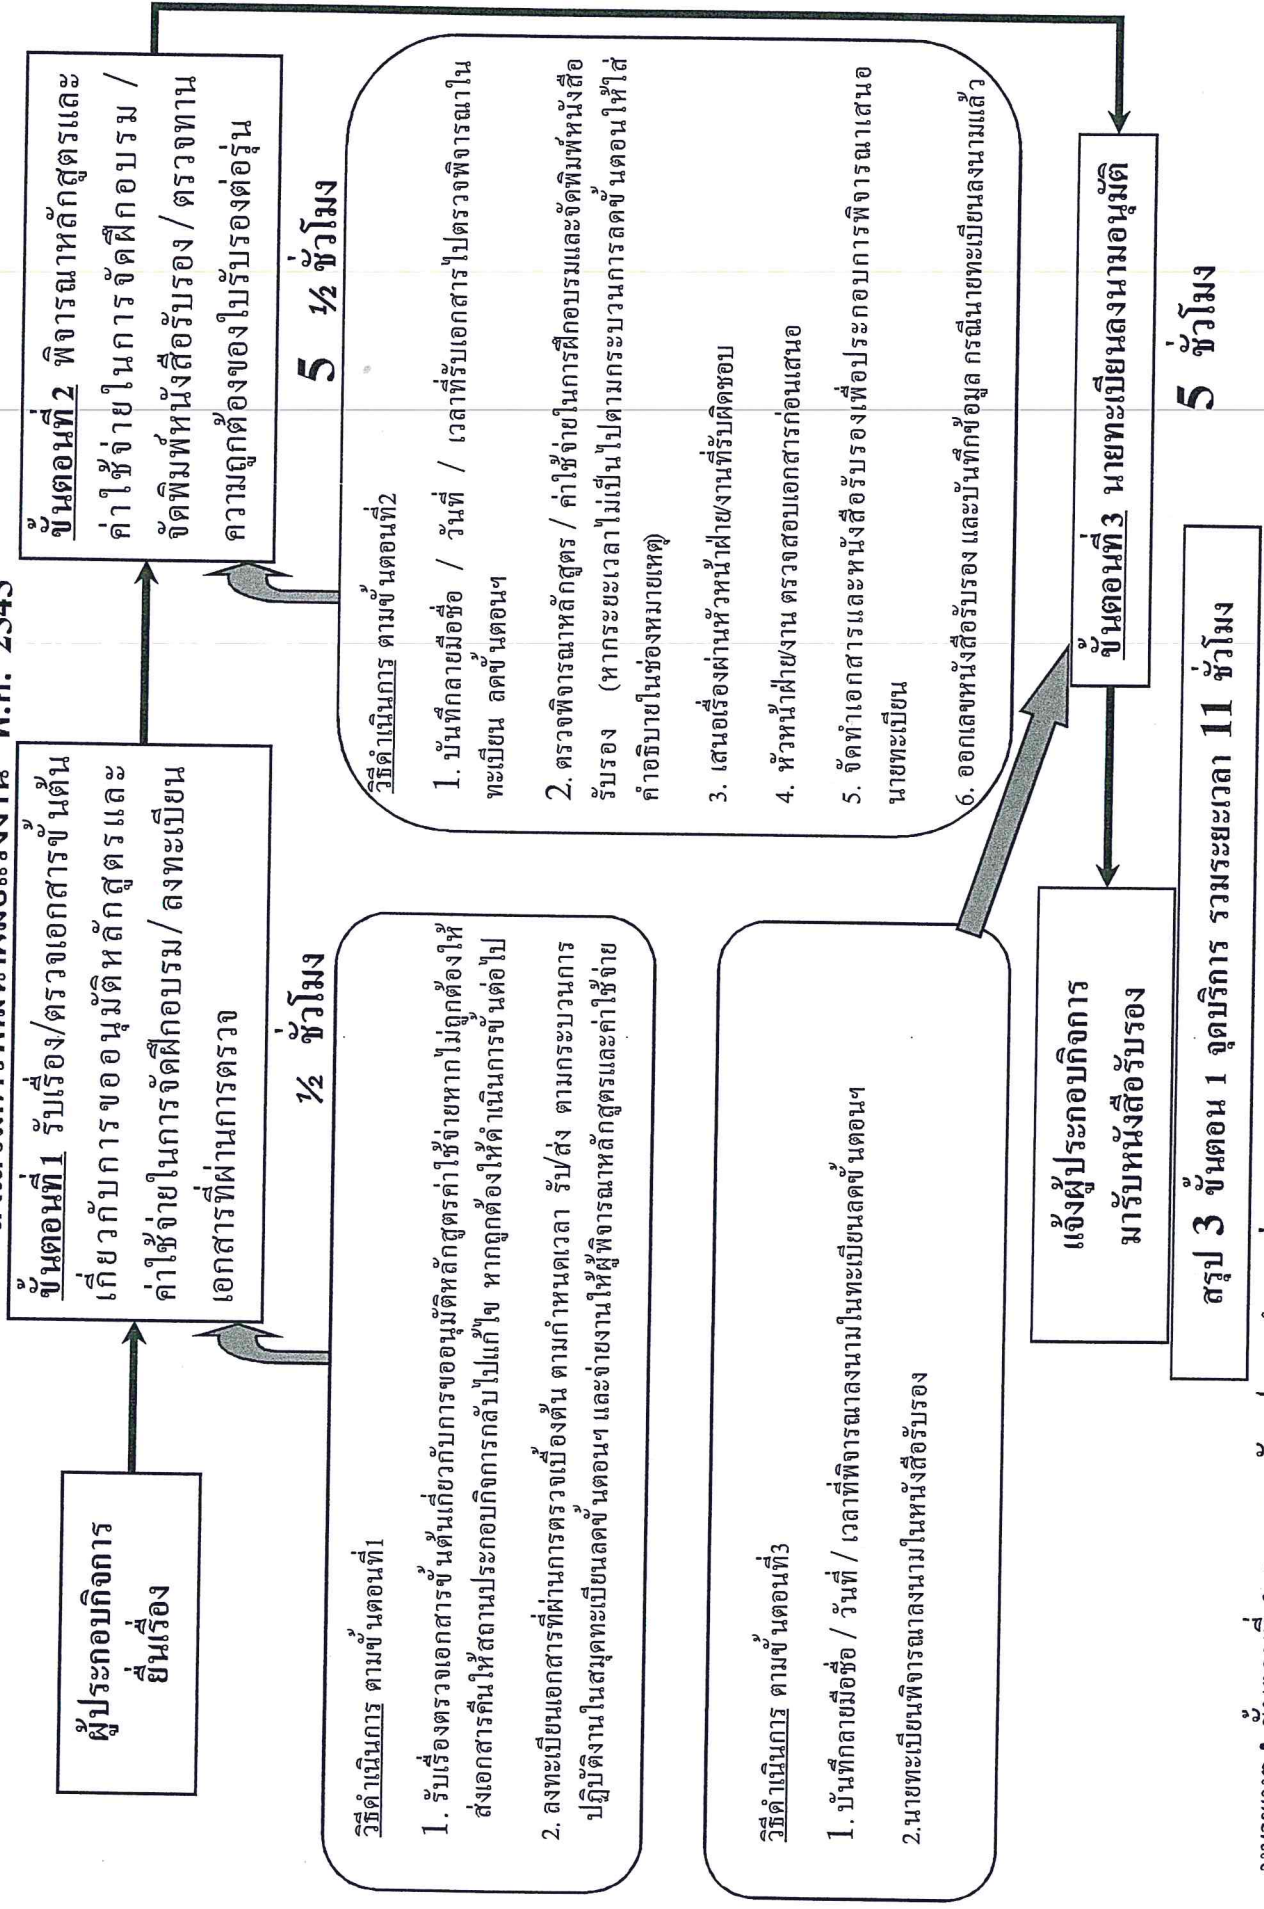 พ.ศ. 2545
ผู้ประกอบกิจการ
ยื่นเรื่อง
ขั้นตอนที่1 รับเรื่อง/ตรวจเอกสารขั้นต้น
เกี่ยวกับการขออนุมัติหลักสูตรและ
ค่าใช้จ่ายในการจัดฝึกอบรม/ลงทะเบียน
เอกสารที่ผ่านการตรวจ
½ ชั่วโมง
ขั้นตอนที่2 พิจารณาหลักสูตรและ
ค่าใช้จ่ายในการจัดฝึกอบรม /
จัดพิมพ์หนังสือรับรอง/ตรวจทาน
ความถูกต้องของใบรับรองต่อรุ่น
5 ½ ชั่วโมง
วิธีดำเนินการ ตามขั้นตอนที่1
1. รับเรื่องตรวจเอกสารขั้นต้นเกี่ยวกับการขออนุมัติหลักสูตรค่าใช้จ่ายหากไม่ถูกต้องให้
ส่งเอกสารคืนให้สถานประกอบกิจการกลับไปแก้ไข หากถูกต้องให้ดำเนินการขั้นต่อไป
2. ลงทะเบียนเอกสารที่ผ่านการตรวจเบื้องต้น ตามกำหนดเวลา รับ/ส่ง ตามกระบวนการ
ปฏิบัติงานในสมุดทะเบียนลดขั้นตอนฯ และจ่ายงานให้ผู้พิจารณาหลักสูตรและค่าใช้จ่าย
วิธีดำเนินการ ตามขั้นตอนที่2
1. บันทึกลายมือชื่อ / วันที่ / เวลาที่รับเอกสารไปตรวจพิจารณาใน
ทะเบียน ลดขั้นตอนฯ
2. ตรวจพิจารณาหลักสูตร / ค่าใช้จ่ายในการฝึกอบรมและจัดพิมพ์หนังสือ
รับรอง (หากระยะเวลาไม่เป็นไปตามกระบวนการลดขั้นตอนให้ใส่
คำอธิบายในช่องหมายเหตุ)
3. เสนอเรื่องผ่านหัวหน้าฝ่าย/งานที่รับผิดชอบ
4. หัวหน้าฝ่าย/งาน ตรวจสอบเอกสารก่อนเสนอ
5. จัดทำเอกสารและหนังสือรับรองเพื่อประกอบการพิจารณาเสนอ
นายทะเบียน
6. ออกเลขหนังสือรับรอง และบันทึกข้อมูล กรณีนายทะเบียนลงนามแล้ว
วิธีดำเนินการ ตามขั้นตอนที่3
1. บันทึกลายมือชื่อ / วันที่ / เวลาที่พิจารณาลงนามในทะเบียนลดขั้นตอนฯ
2.นายทะเบียนพิจารณาลงนามในหนังสือรับรอง
ขั้นตอนที่3 นายทะเบียนลงนามอนุมัติ
5 ชั่วโมง
แจ้งผู้ประกอบกิจการ
มารับหนังสือรับรอง
สรุป 3 ขั้นตอน 1 จุดบริการ รวมระยะเวลา 11 ชั่วโมง